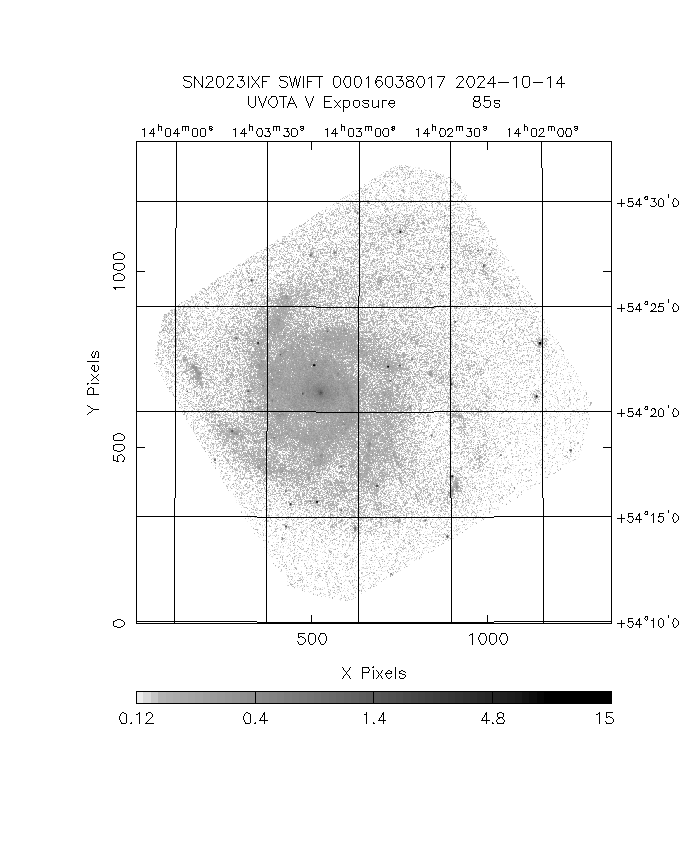 SN2023IXF SWIFT 00016038017 2024-10-14
UVOTA V Exposure 85s
14ʰ04ᵐ00ˢ 14ʰ03ᵐ30ˢ 14ʰ03ᵐ00ˢ 14ʰ02ᵐ30ˢ 14ʰ02ᵐ00ˢ
+54°30'0
1000
+54°25'0
Y Pixels
+54°20'0
500
+54°15'0
0
+54°10'0
500 1000
X Pixels
0.12 0.4 1.4 4.8 15